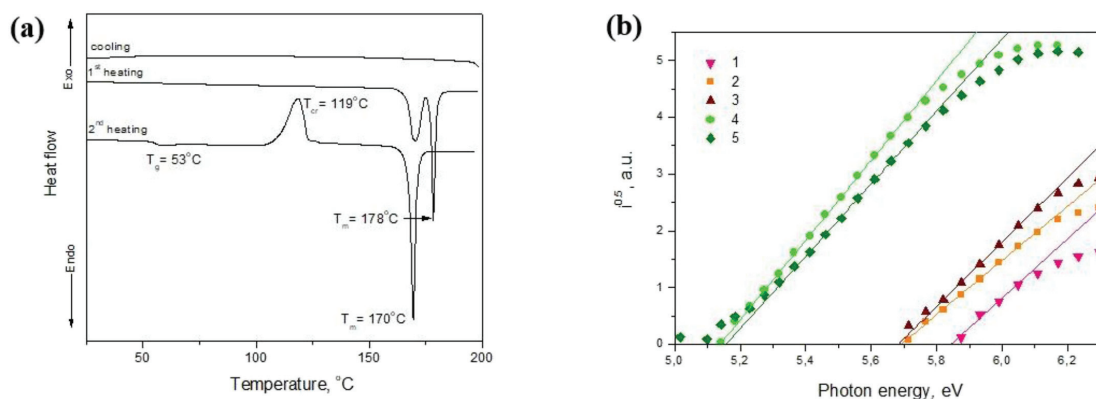 (a)
Exo
cooling
1st heating
2nd heating
Tcr = 119°C
Tg = 53°C
Tm = 178°C
Tm = 170°C
Heat flow
Endo
50 100 150 200
Temperature, °C
(b)
5
4
3
2
1
0
i0.5, a.u.
1
2
3
4
5
5,0 5,2 5,4 5,6 5,8 6,0 6,2
Photon energy, eV